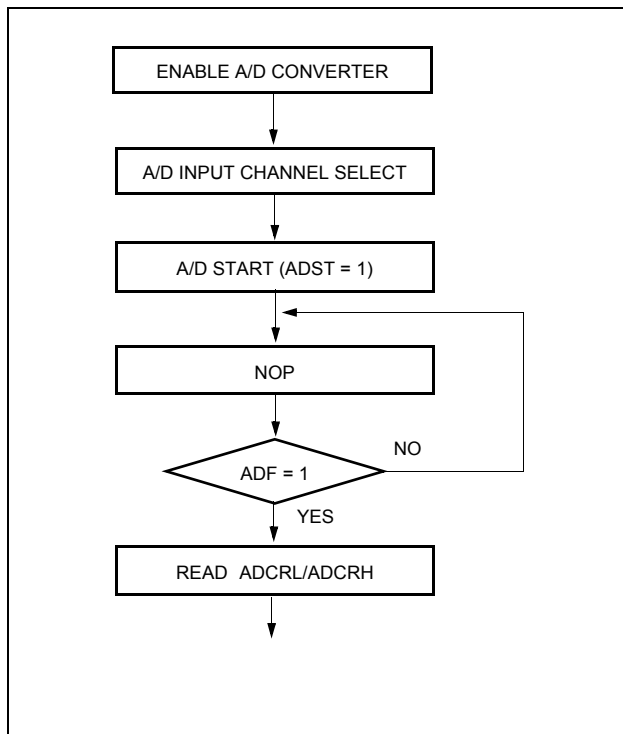 ENABLE A/D CONVERTER
A/D INPUT CHANNEL SELECT
A/D START (ADST = 1)
NOP
ADF = 1
NO
YES
READ ADCRL/ADCRH